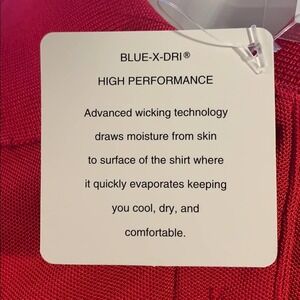 BLUE-X-DRI®
HIGH PERFORMANCE
Advanced wicking technology
draws moisture from skin
to surface of the shirt where
it quickly evaporates keeping
you cool, dry, and
comfortable.